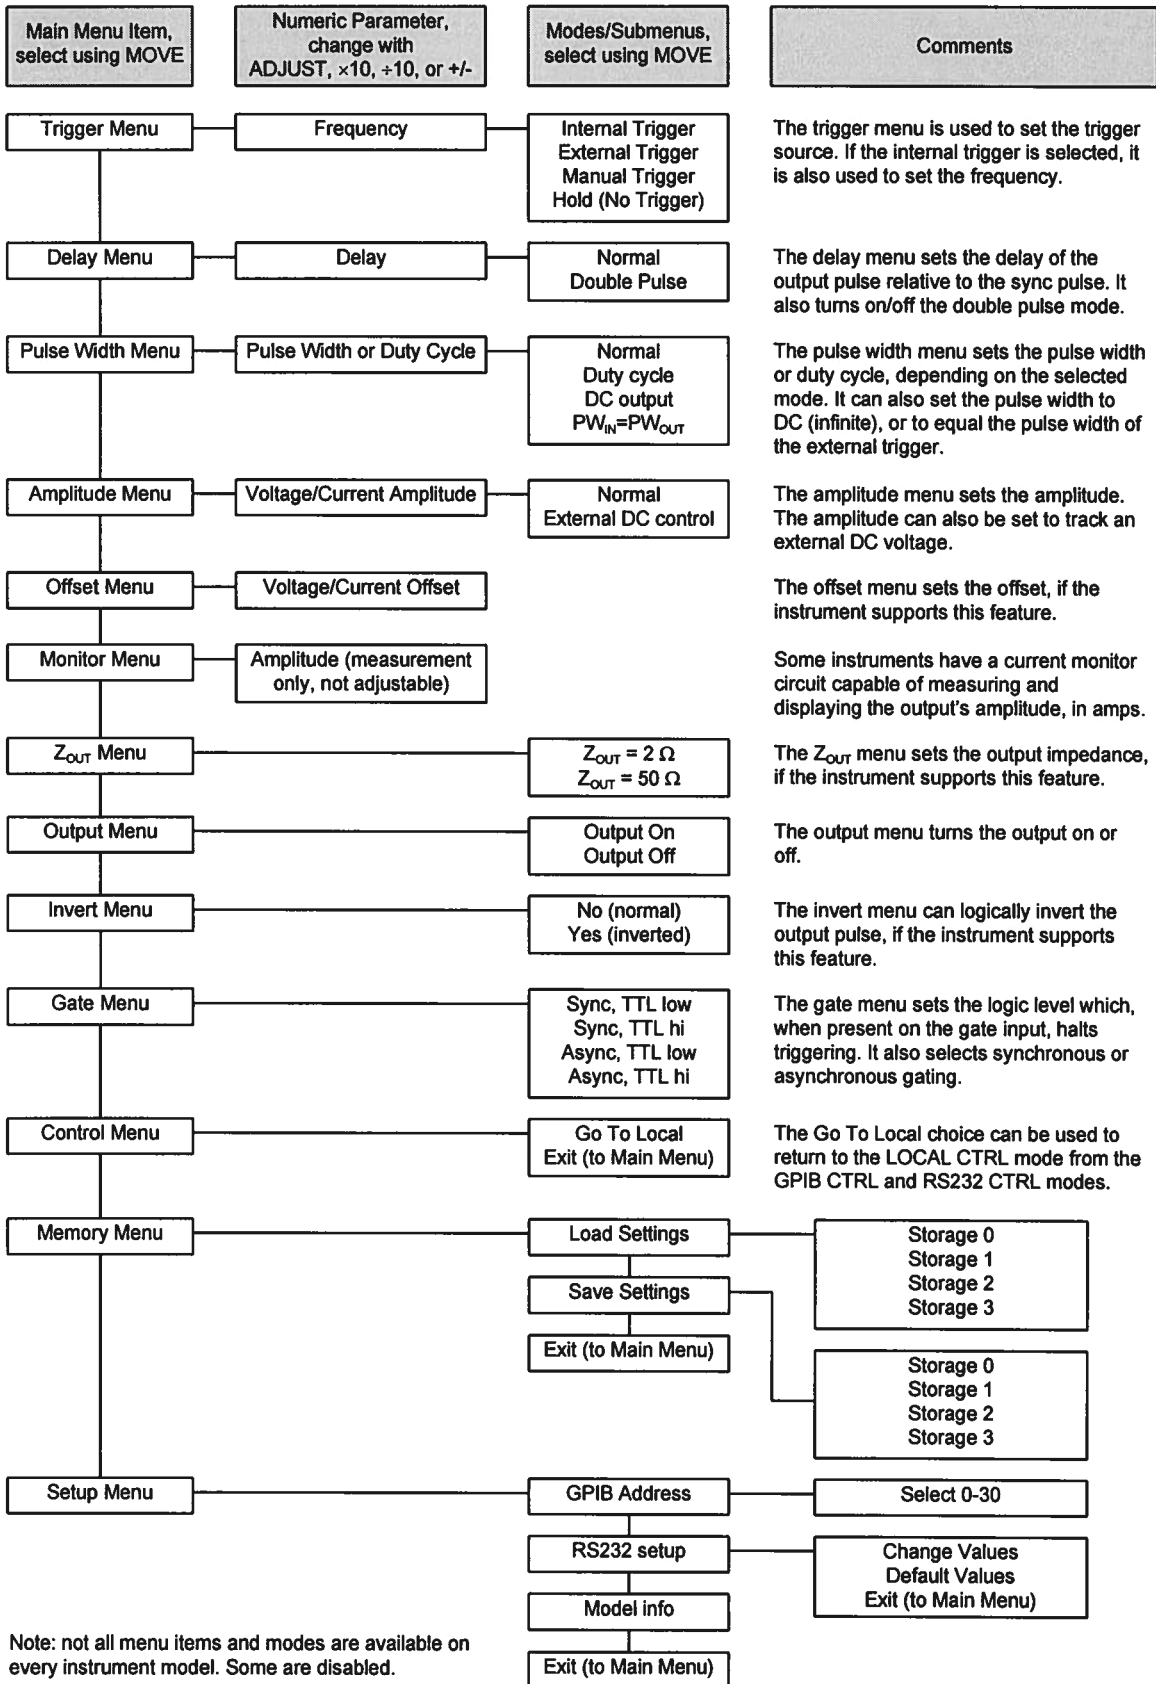 Main Menu Item,
select using MOVE
Numeric Parameter,
change with
ADJUST, ×10, ÷10, or +/-
Modes/Submenus,
select using MOVE
Comments
Trigger Menu
Frequency
Internal Trigger
External Trigger
Manual Trigger
Hold (No Trigger)
The trigger menu is used to set the trigger
source. If the internal trigger is selected, it
is also used to set the frequency.
Delay Menu
Delay
Normal
Double Pulse
The delay menu sets the delay of the
output pulse relative to the sync pulse. It
also turns on/off the double pulse mode.
Pulse Width Menu
Pulse Width or Duty Cycle
Normal
Duty cycle
DC output
PW_IN=PW_OUT
The pulse width menu sets the pulse width
or duty cycle, depending on the selected
mode. It can also set the pulse width to
DC (infinite), or to equal the pulse width of
the external trigger.
Amplitude Menu
Voltage/Current Amplitude
Normal
External DC control
The amplitude menu sets the amplitude.
The amplitude can also be set to track an
external DC voltage.
Offset Menu
Voltage/Current Offset
The offset menu sets the offset, if the
instrument supports this feature.
Monitor Menu
Amplitude (measurement
only, not adjustable)
Some instruments have a current monitor
circuit capable of measuring and
displaying the output's amplitude, in amps.
Z_OUT Menu
Z_OUT = 2 Ω
Z_OUT = 50 Ω
The Z_OUT menu sets the output impedance,
if the instrument supports this feature.
Output Menu
Output On
Output Off
The output menu turns the output on or
off.
Invert Menu
No (normal)
Yes (inverted)
The invert menu can logically invert the
output pulse, if the instrument supports
this feature.
Gate Menu
Sync, TTL low
Sync, TTL hi
Async, TTL low
Async, TTL hi
The gate menu sets the logic level which,
when present on the gate input, halts
triggering. It also selects synchronous or
asynchronous gating.
Control Menu
Go To Local
Exit (to Main Menu)
The Go To Local choice can be used to
return to the LOCAL CTRL mode from the
GPIB CTRL and RS232 CTRL modes.
Memory Menu
Load Settings
Storage 0
Storage 1
Storage 2
Storage 3
Save Settings
Exit (to Main Menu)
Storage 0
Storage 1
Storage 2
Storage 3
Setup Menu
GPIB Address
Select 0-30
RS232 setup
Change Values
Default Values
Exit (to Main Menu)
Model info
Exit (to Main Menu)
Note: not all menu items and modes are available on
every instrument model. Some are disabled.